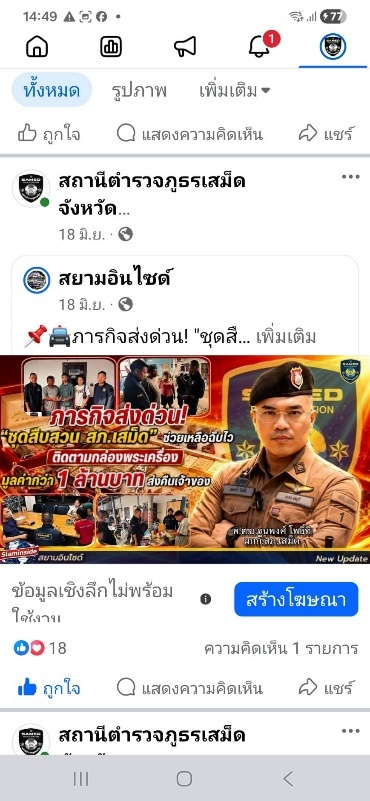 14:49
77
1
ทั้งหมด
รูปภาพ
เพิ่มเติม
ถูกใจ
แสดงความคิดเห็น
แชร์
สถานีตำรวจภูธรเสม็ด
จังหวัด...
18 มิ.ย. ·
สยามอินไซด์
18 มิ.ย. ·
ภารกิจส่งด่วน! "ชุดสื... เพิ่มเติม
ภารกิจส่งด่วน!
"ชุดสืบสวน สภ.เสม็ด" ช่วยเหลือฉับไว
ติดตามกล่องพระเครื่อง
มูลค่ากว่า 1 ล้านบาท ส่งคืนเจ้าของ
SAMED
Siaminside
สยามอินไซด์
New Update
ข้อมูลเชิงลึกไม่พร้อม
ใช้งาน
สร้างโฆษณา
18
ความคิดเห็น 1 รายการ
ถูกใจ
แสดงความคิดเห็น
แชร์
สถานีตำรวจภูธรเสม็ด